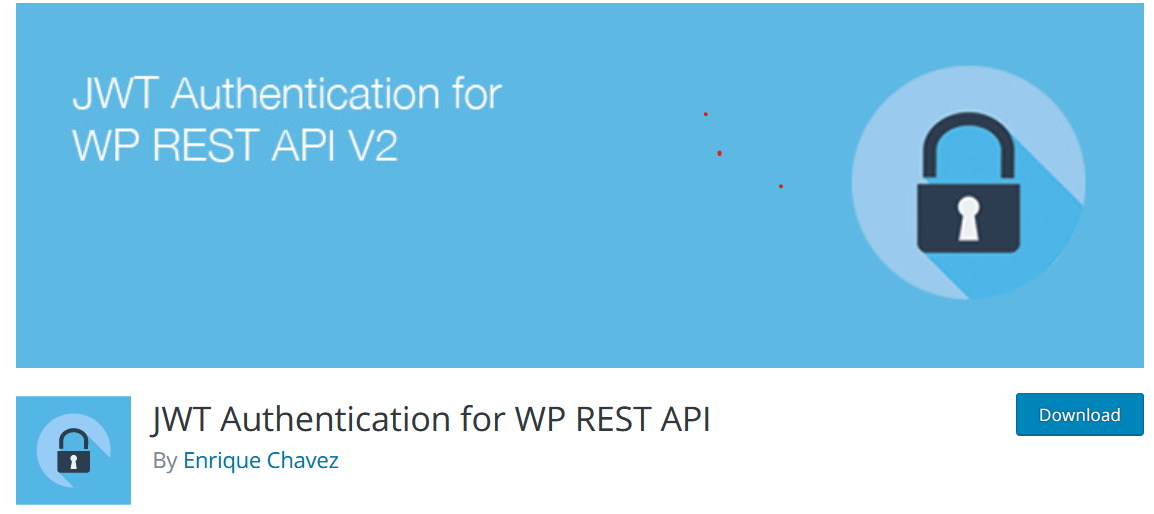 JWT Authentication for
WP REST API V2
JWT Authentication for WP REST API
Download
By Enrique Chavez